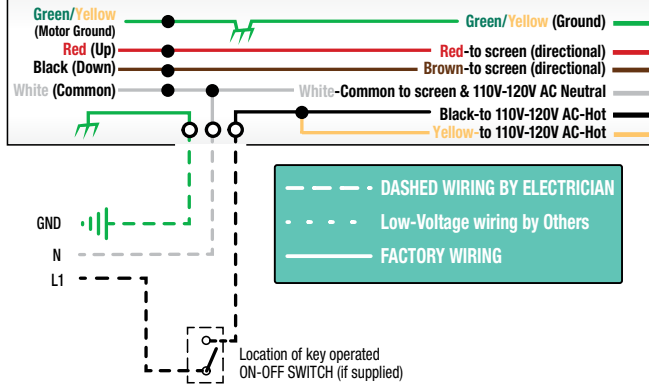 Green/Yellow
(Motor Ground)
Green/Yellow (Ground)
Red (Up)
Red-to screen (directional)
Black (Down)
Brown-to screen (directional)
White (Common)
White-Common to screen & 110V-120V AC Neutral
Black-to 110V-120V AC-Hot
Yellow-to 110V-120V AC-Hot
DASHED WIRING BY ELECTRICIAN
Low-Voltage wiring by Others
FACTORY WIRING
GND
N
L1
Location of key operated
ON-OFF SWITCH (if supplied)